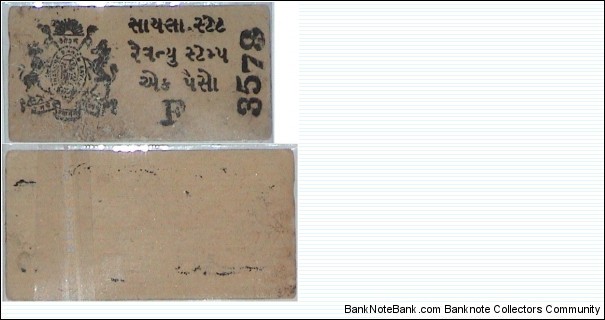 સાયલા સ્ટેટ
રેવન્યુ સ્ટેમ્પ
એક પૈસો
F
3578
BankNoteBank.com Banknote Collectors Community